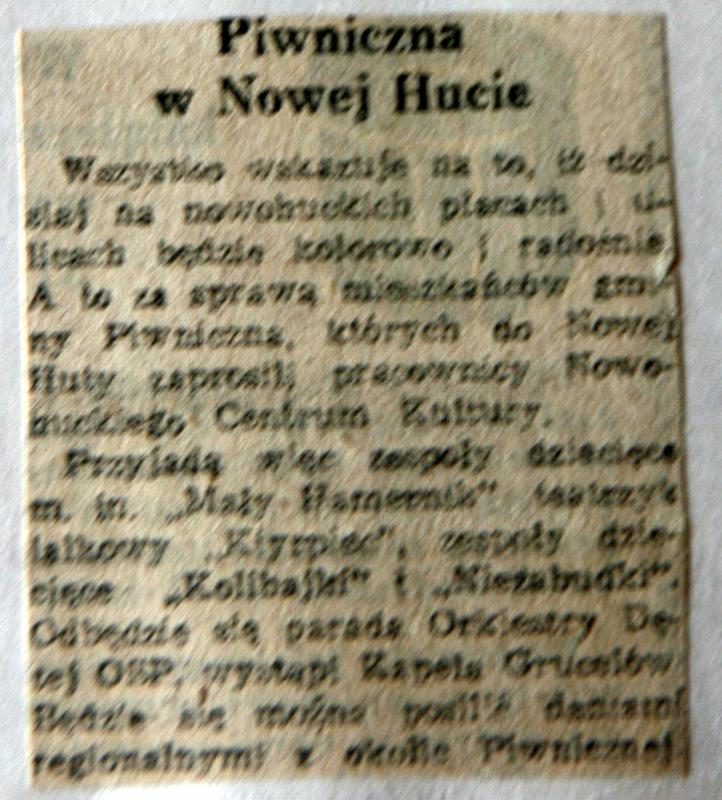 Piwniczna
w Nowej Hucie
Wszystko wskazuje na to, iż dzi-
siaj na nowohuckich placach i u-
licach będzie kolorowo i radośnie.
A to za sprawą mieszkańców gmi-
ny Piwniczna, których do Nowej
Huty zaprosili pracownicy Nowo-
huckiego Centrum Kultury.
Przyjadą więc zespoły dziecięce
m. in. „Mały Hamernik” teatrzyk
lalkowy „Kiyrpiec”, zespoły dzie-
cięce „Kolibajki” i „Niezabudki”.
Odbędzie się parada Orkiestry Dę-
tej OSP, wystąpi Kapela Grucelów.
Będzie się można posilić daniami
regionalnymi z okolic Piwnicznej